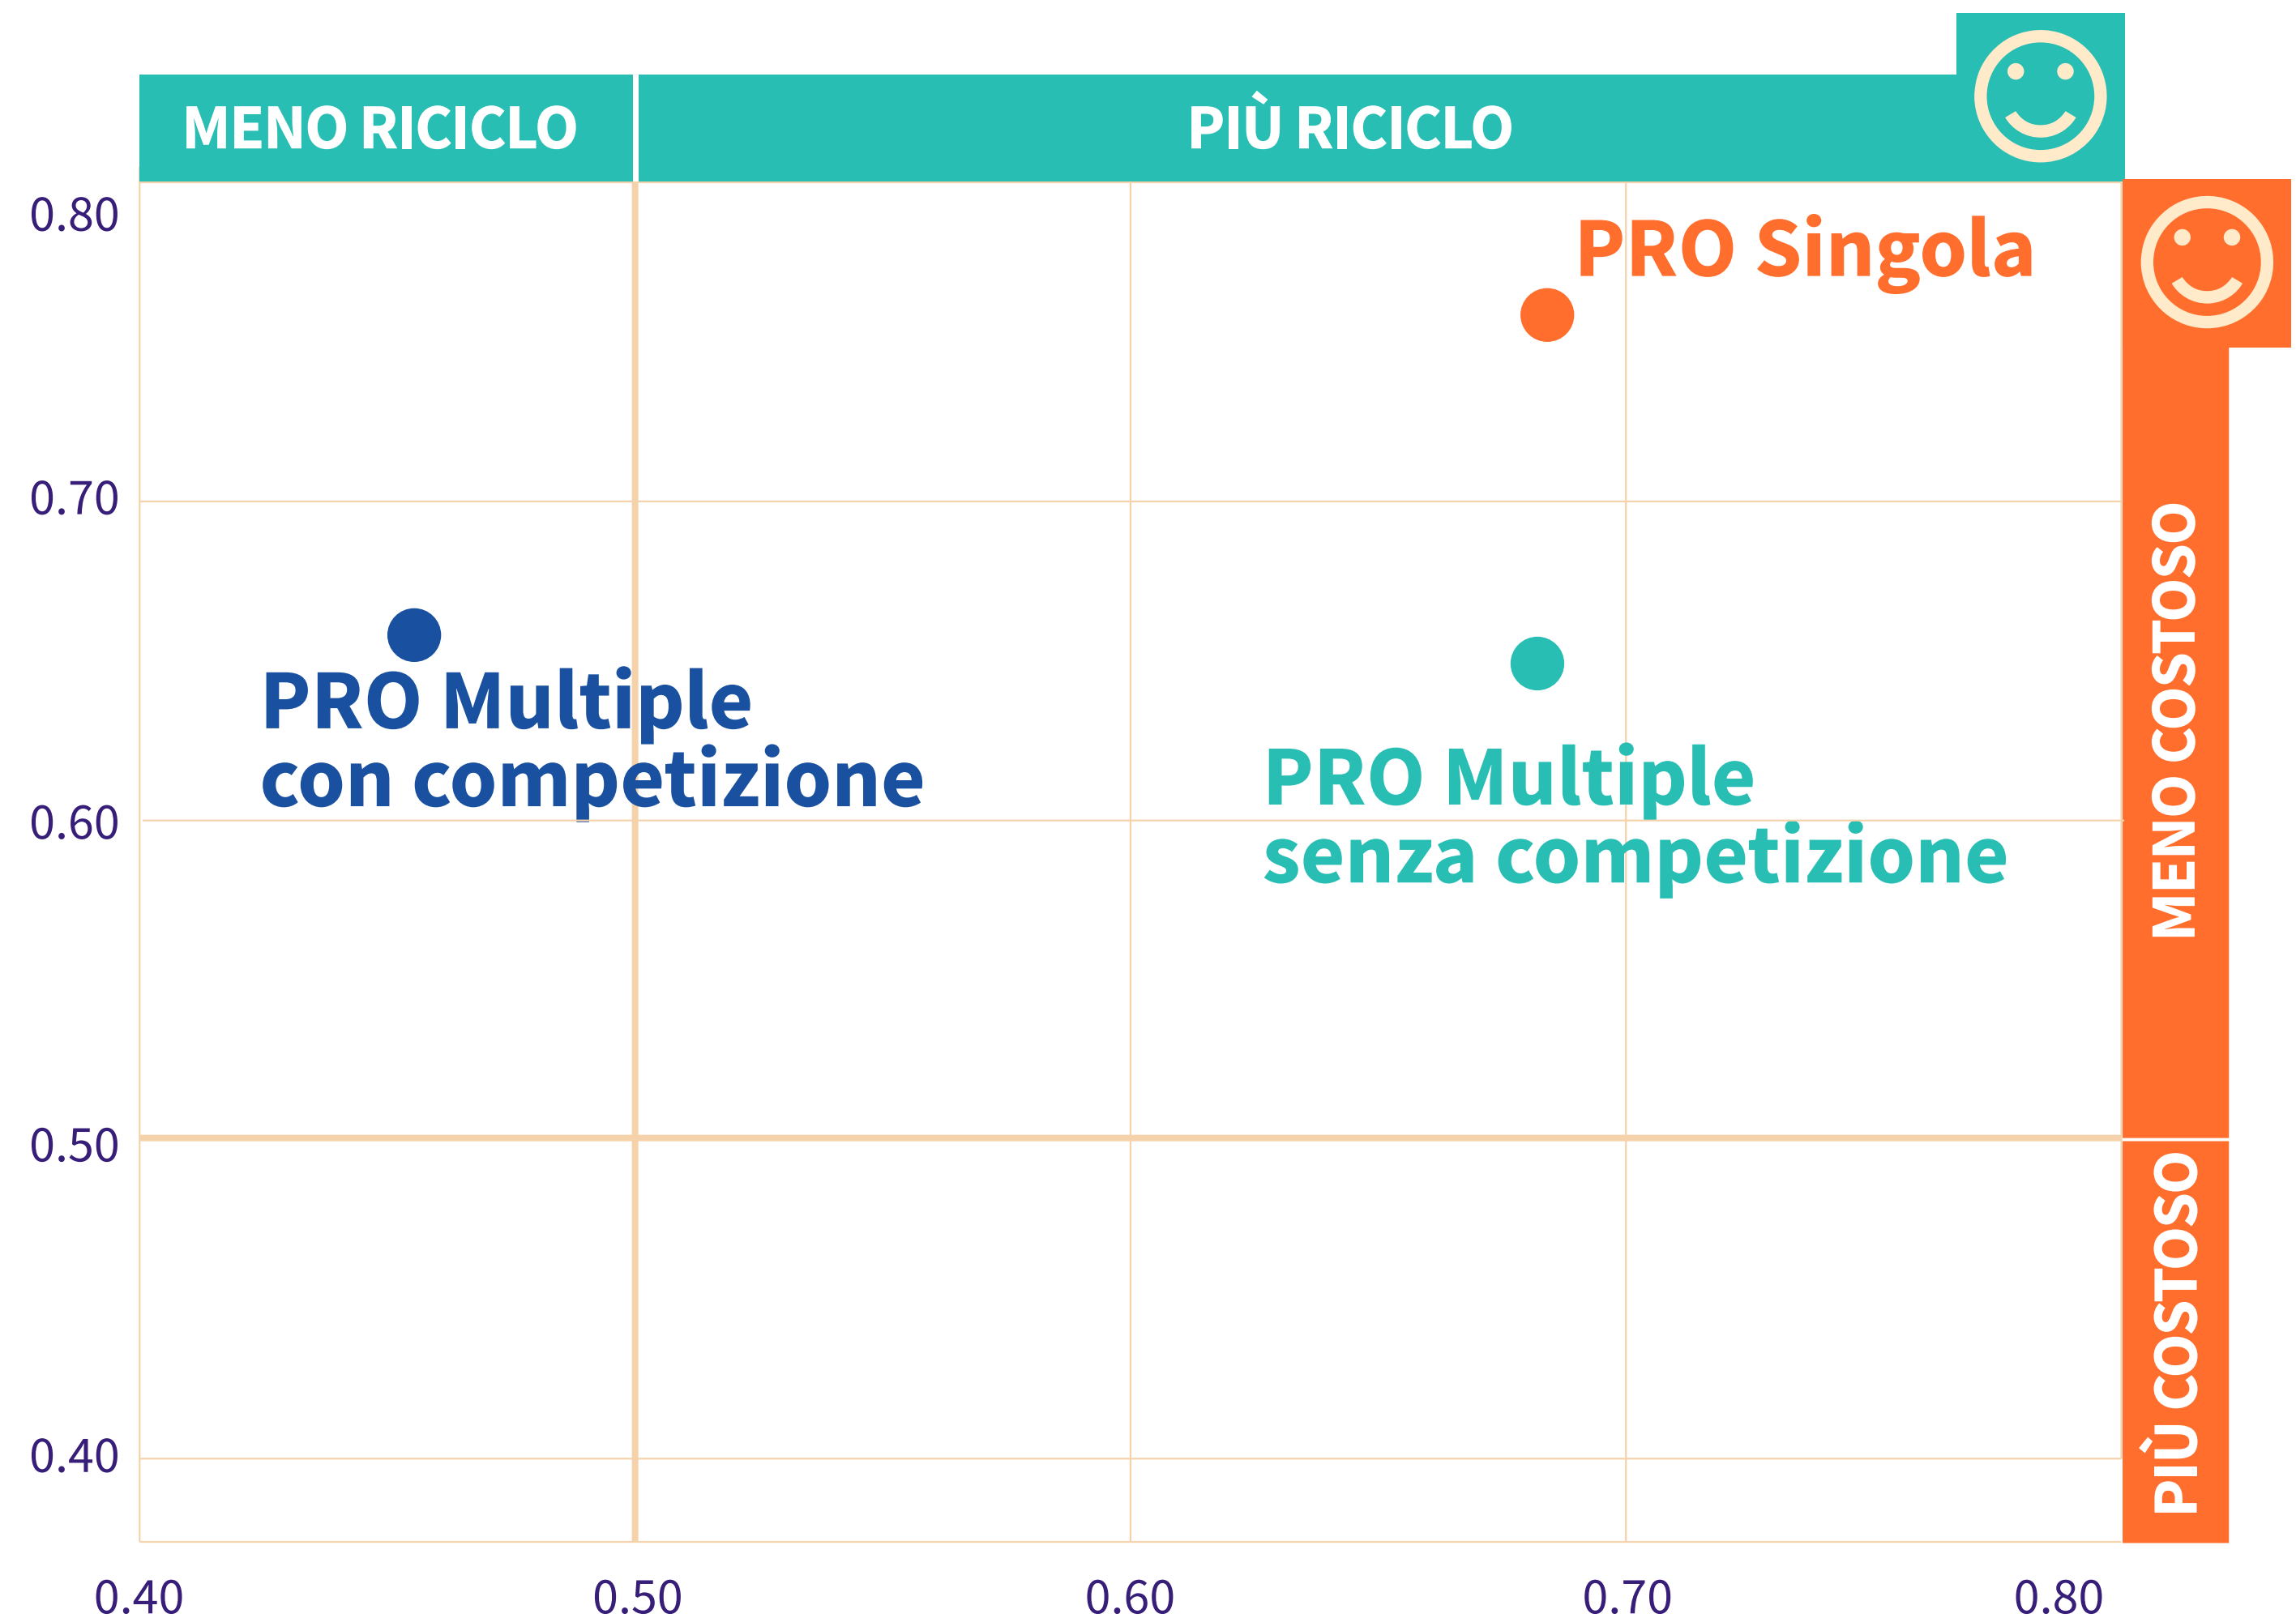 MENO RICICLO
PIÙ RICICLO
0.80
PRO Singola
0.70
MENO COSTOSO
PRO Multiple
con competizione
PRO Multiple
senza competizione
0.60
0.50
PIÙ COSTOSO
0.40
0.40
0.50
0.60
0.70
0.80